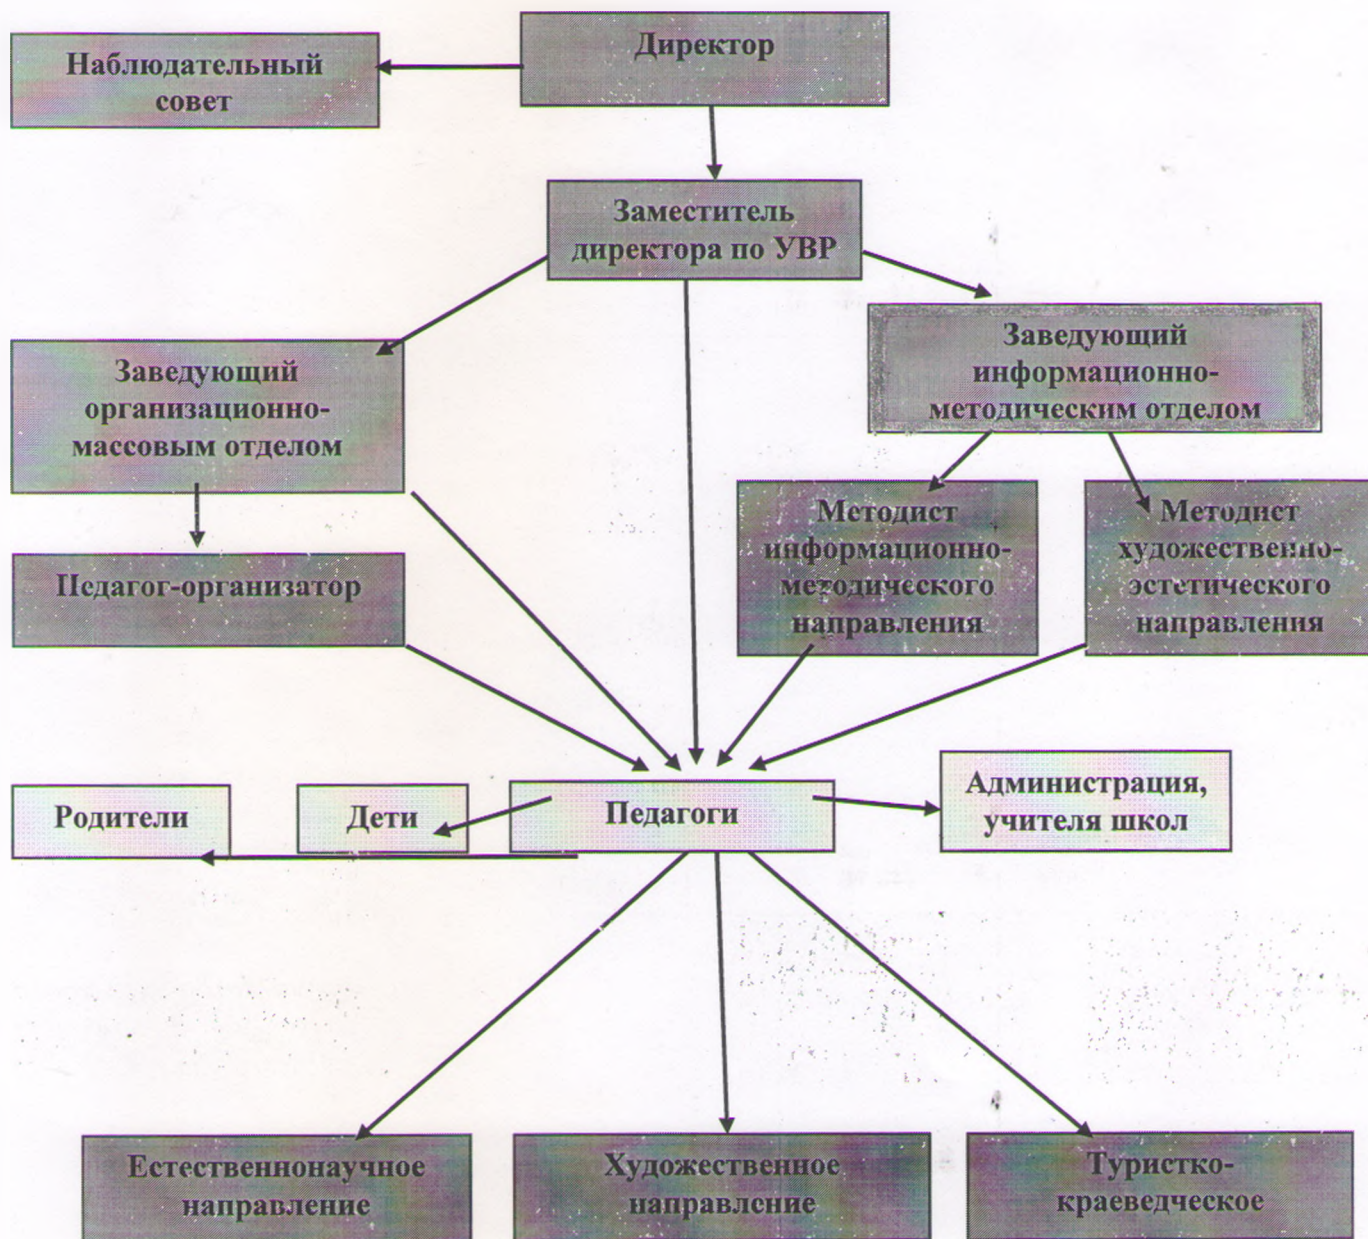 Директор
Наблюдательный
совет
Заместитель
директора по УВР
Заведующий
организационно-
массовым отделом
Заведующий
информационно-
методическим отделом
Педагог-организатор
Методист
информационно-
методического
направления
Методист
художественно-
эстетического
направления
Родители
Дети
Педагоги
Администрация,
учителя школ
Естественнонаучное
направление
Художественное
направление
Туристко-
краеведческое